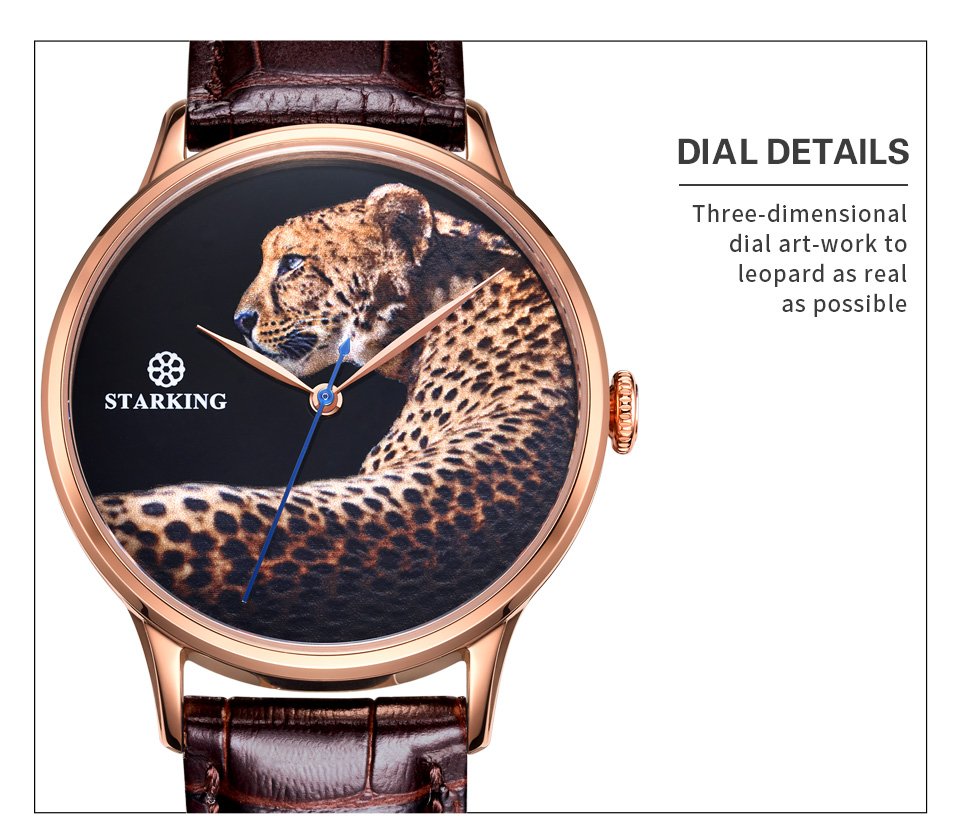 DIAL DETAILS
Three-dimensional
dial art-work to
leopard as real
as possible
STARKING